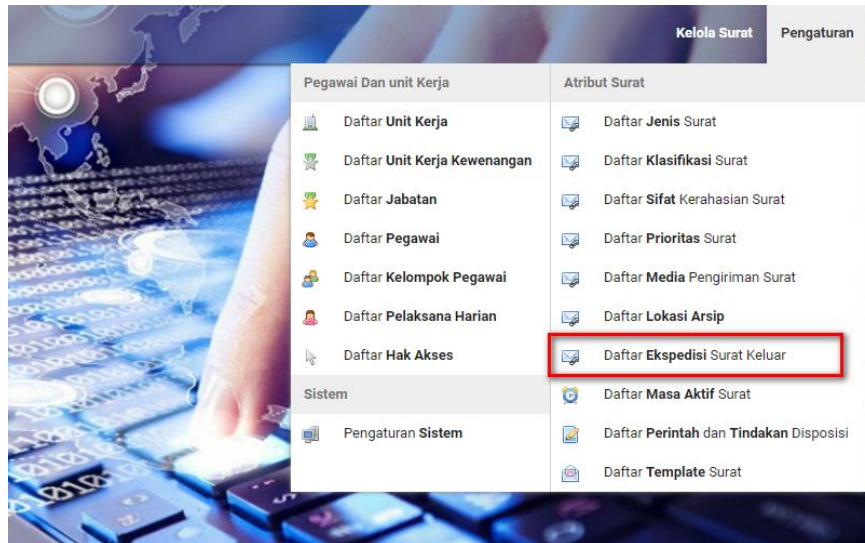 Kelola Surat
Pengaturan
Pegawai Dan unit Kerja
Daftar Unit Kerja
Daftar Unit Kerja Kewenangan
Daftar Jabatan
Daftar Pegawai
Daftar Kelompok Pegawai
Daftar Pelaksana Harian
Daftar Hak Akses
Sistem
Pengaturan Sistem
Atribut Surat
Daftar Jenis Surat
Daftar Klasifikasi Surat
Daftar Sifat Kerahasian Surat
Daftar Prioritas Surat
Daftar Media Pengiriman Surat
Daftar Lokasi Arsip
Daftar Ekspedisi Surat Keluar
Daftar Masa Aktif Surat
Daftar Perintah dan Tindakan Disposisi
Daftar Template Surat